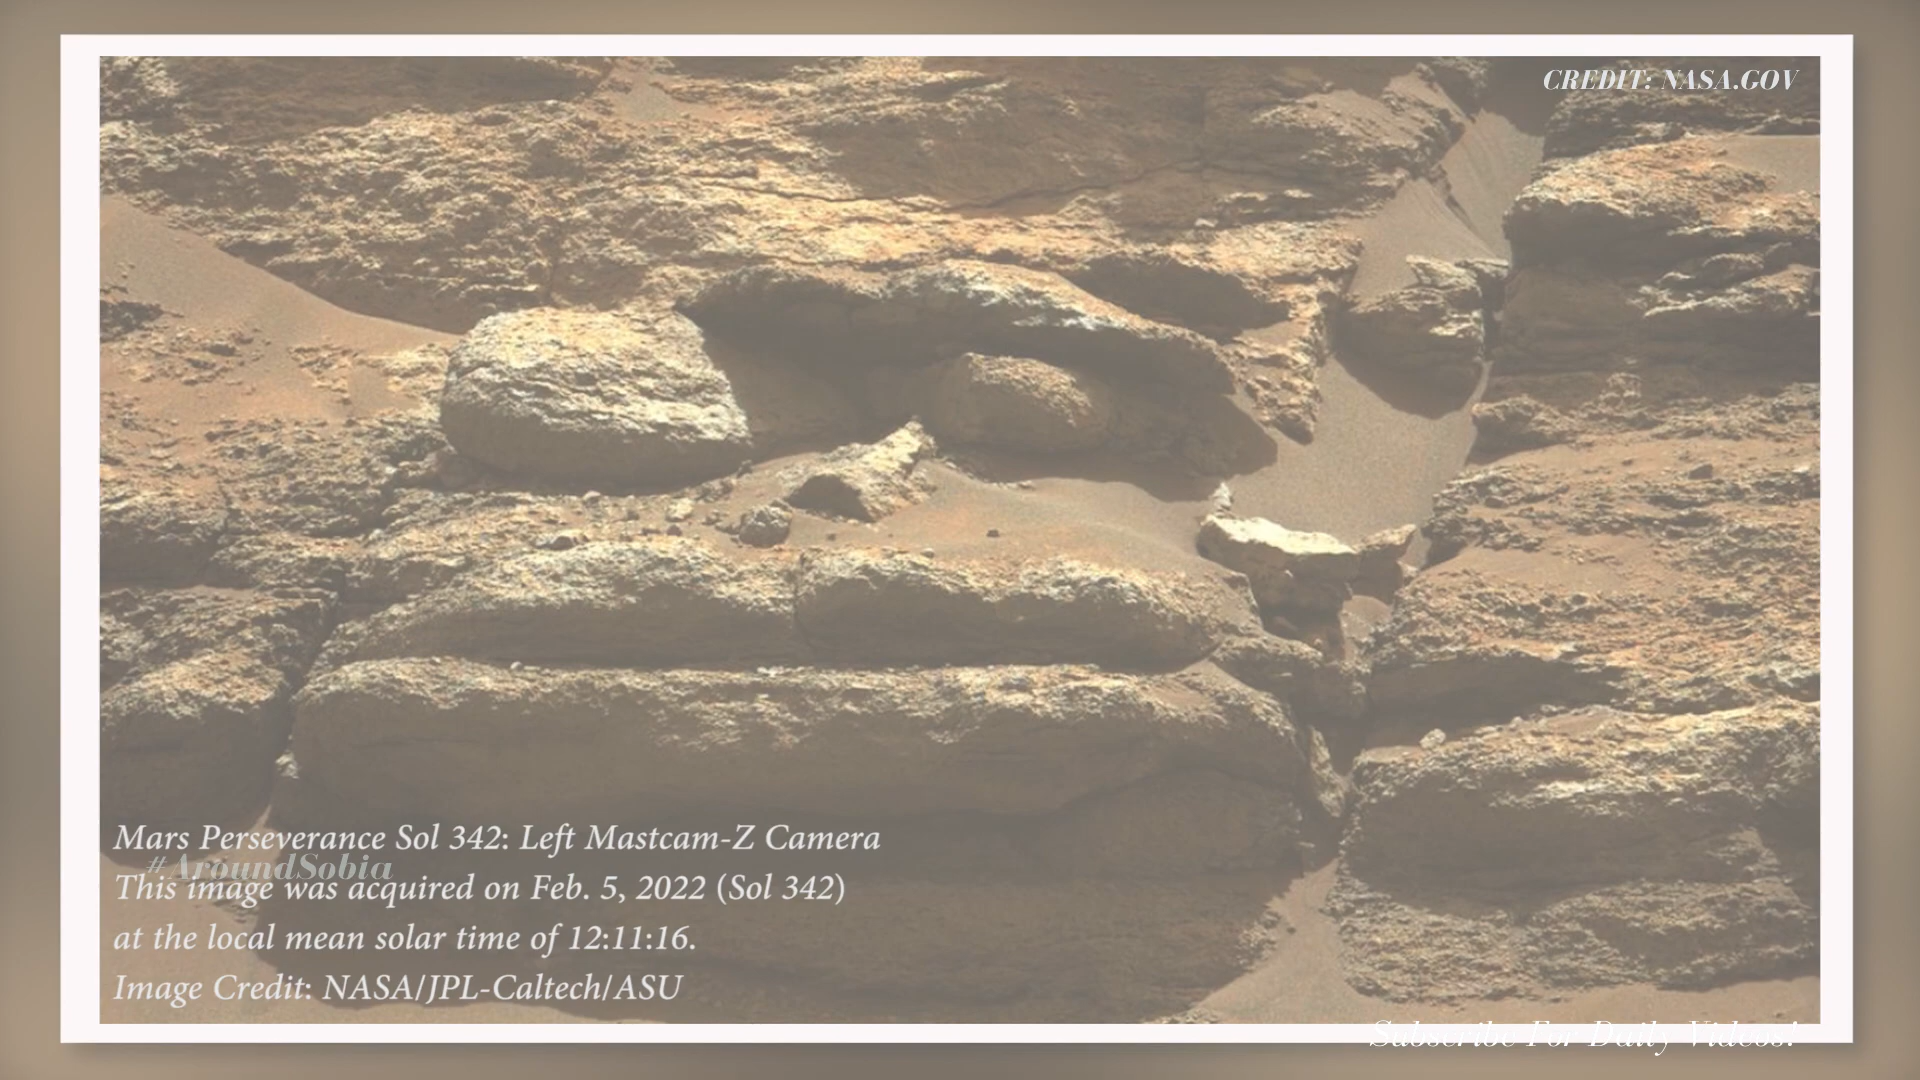 CREDIT: NASA.GOV
Mars Perseverance Sol 342: Left Mastcam-Z Camera
#AroundSobia
This image was acquired on Feb. 5, 2022 (Sol 342)
at the local mean solar time of 12:11:16.
Image Credit: NASA/JPL-Caltech/ASU
Subscribe For Daily Videos!